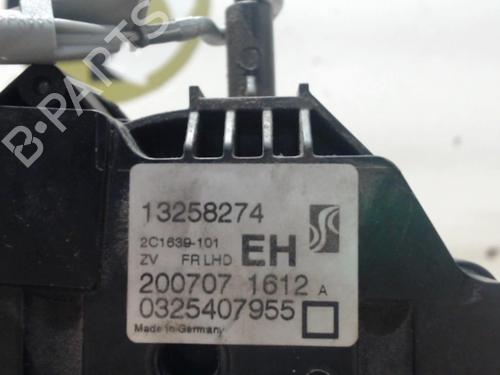 13258274
2C1639-101
ZV FR LHD EH
200707 1612 A
0325407955
Made in Germany
B-PARTS